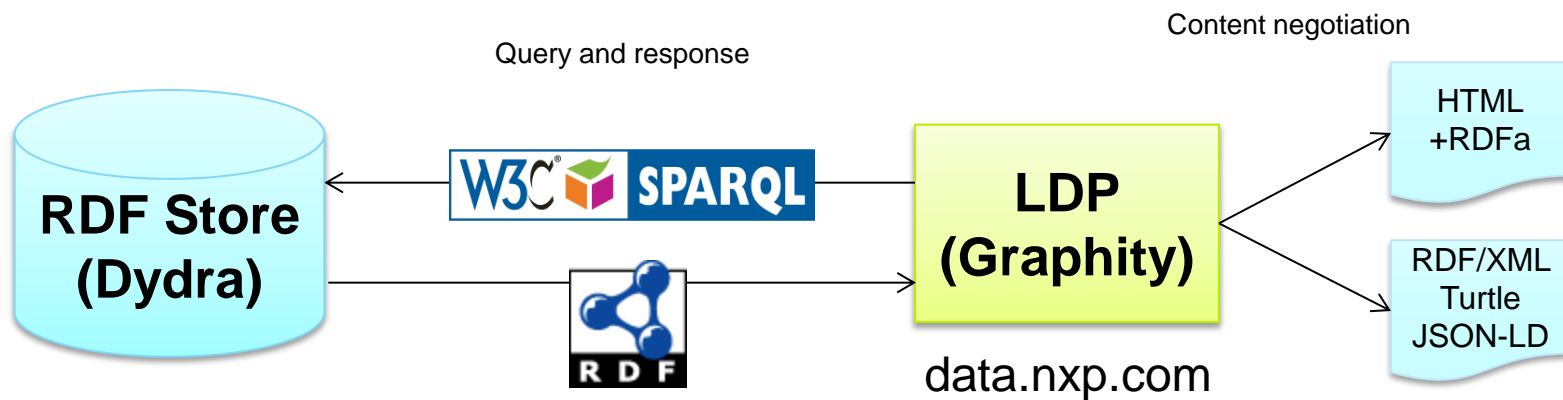 Query and response
Content negotiation
RDF Store
(Dydra)
W3C® SPARQL
RDF
LDP
(Graphity)
data.nxp.com
HTML
+RDFa
RDF/XML
Turtle
JSON-LD